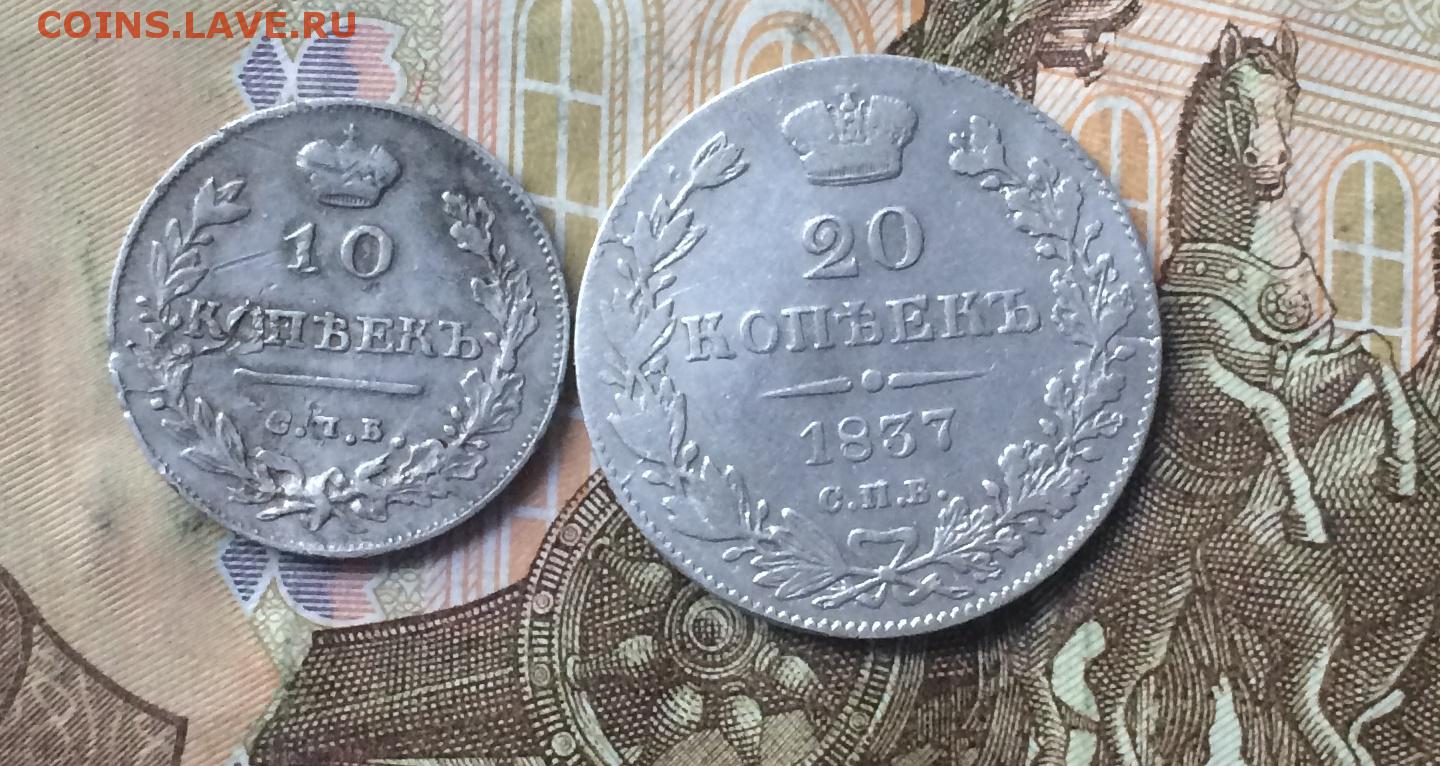 COINS.LAVE.RU
10
КОПѢЕКЪ
С.П.Б.
20
КОПѢЕКЪ
1837
С.П.Б.